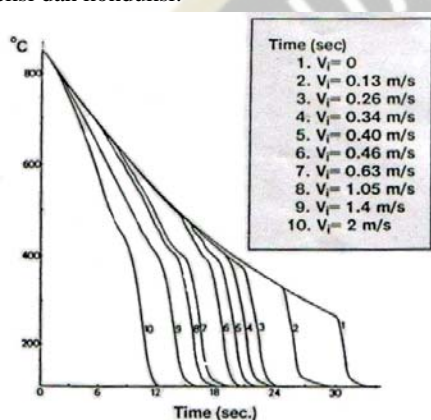 °C
800
600
400
200
0
6
12
18
24
30
Time (sec.)
10
9
8
7
6
5
4
3
2
1
Time (sec)
1. Vᵢ= 0
2. Vᵢ= 0.13 m/s
3. Vᵢ= 0.26 m/s
4. Vᵢ= 0.34 m/s
5. Vᵢ= 0.40 m/s
6. Vᵢ= 0.46 m/s
7. Vᵢ= 0.63 m/s
8. Vᵢ= 1.05 m/s
9. Vᵢ= 1.4 m/s
10. Vᵢ= 2 m/s